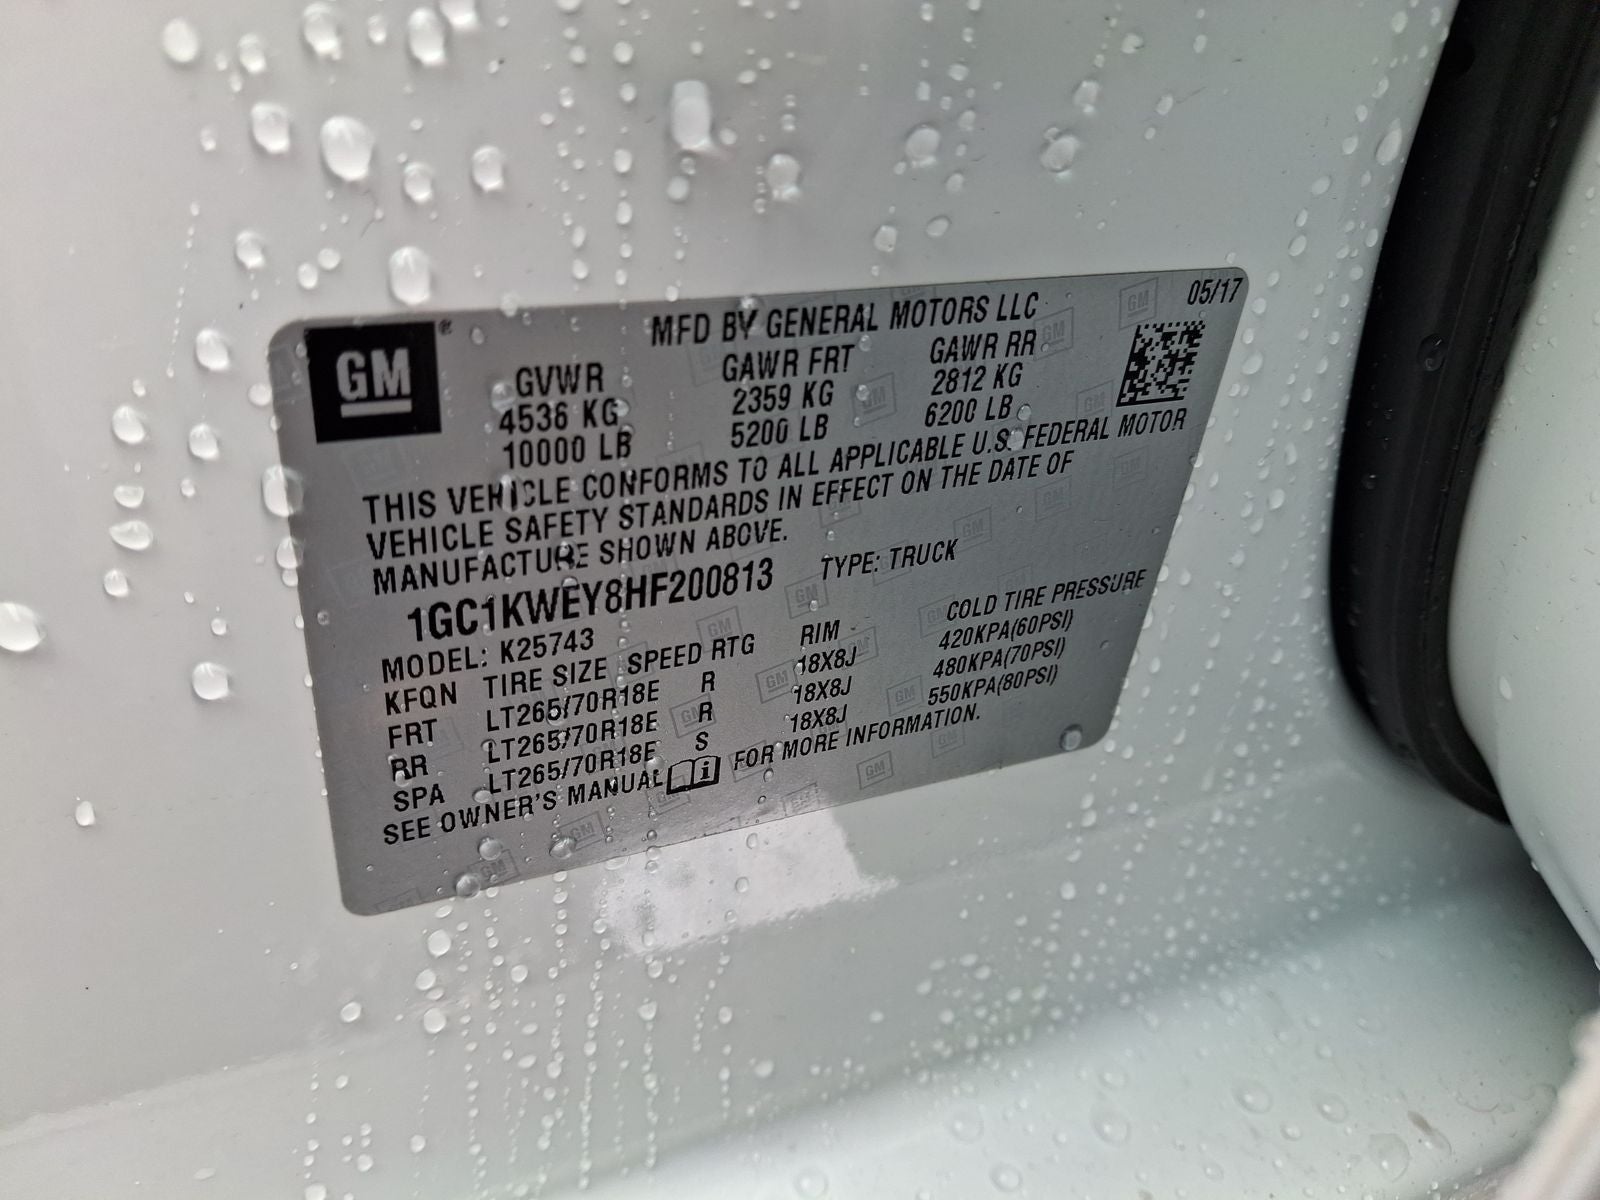 GM®
MFD BY GENERAL MOTORS LLC 05/17
GVWR GAWR FRT GAWR RR
4536 KG 2359 KG 2812 KG
10000 LB 5200 LB 6200 LB
THIS VEHICLE CONFORMS TO ALL APPLICABLE U.S. FEDERAL MOTOR
VEHICLE SAFETY STANDARDS IN EFFECT ON THE DATE OF
MANUFACTURE SHOWN ABOVE.
1GC1KWEY8HF200813 TYPE: TRUCK
MODEL: K25743
KFQN TIRE SIZE SPEED RTG RIM COLD TIRE PRESSURE
FRT LT265/70R18E R 18X8J 420KPA(60PSI)
RR LT265/70R18E R 18X8J 480KPA(70PSI)
SPA LT265/70R18E S 18X8J 550KPA(80PSI)
SEE OWNER'S MANUAL i FOR MORE INFORMATION.